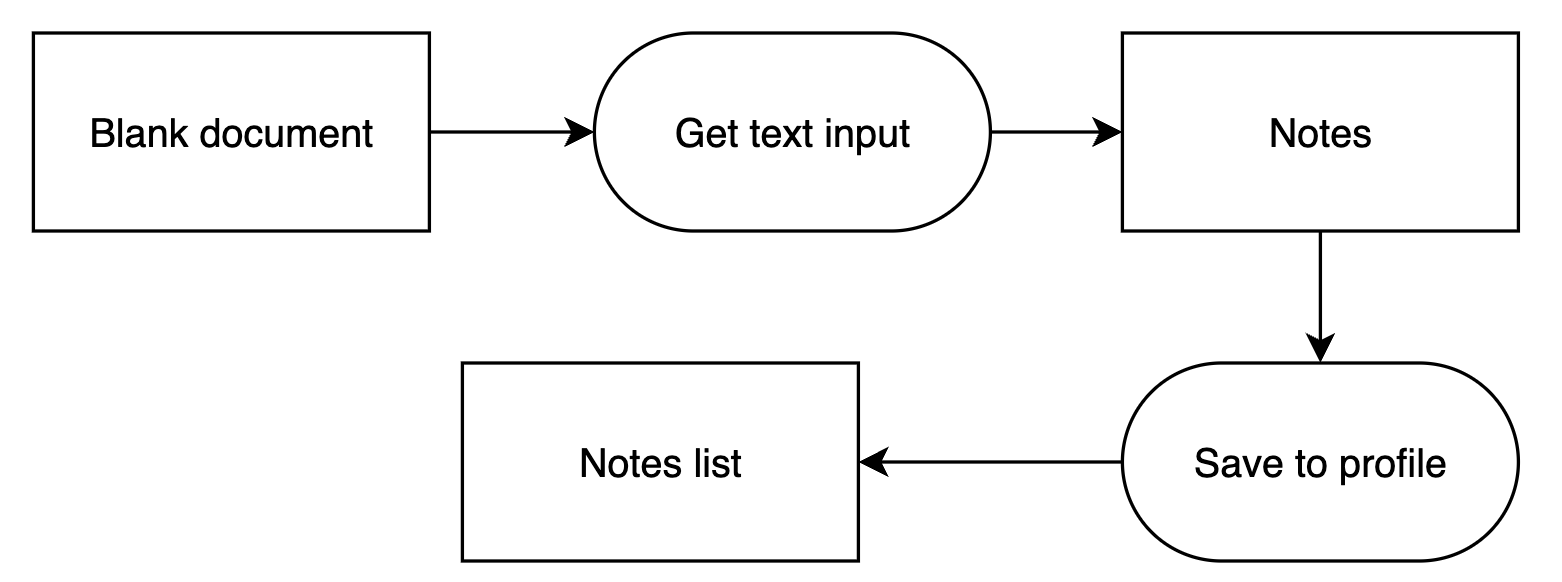 Blank document
Get text input
Notes
Save to profile
Notes list